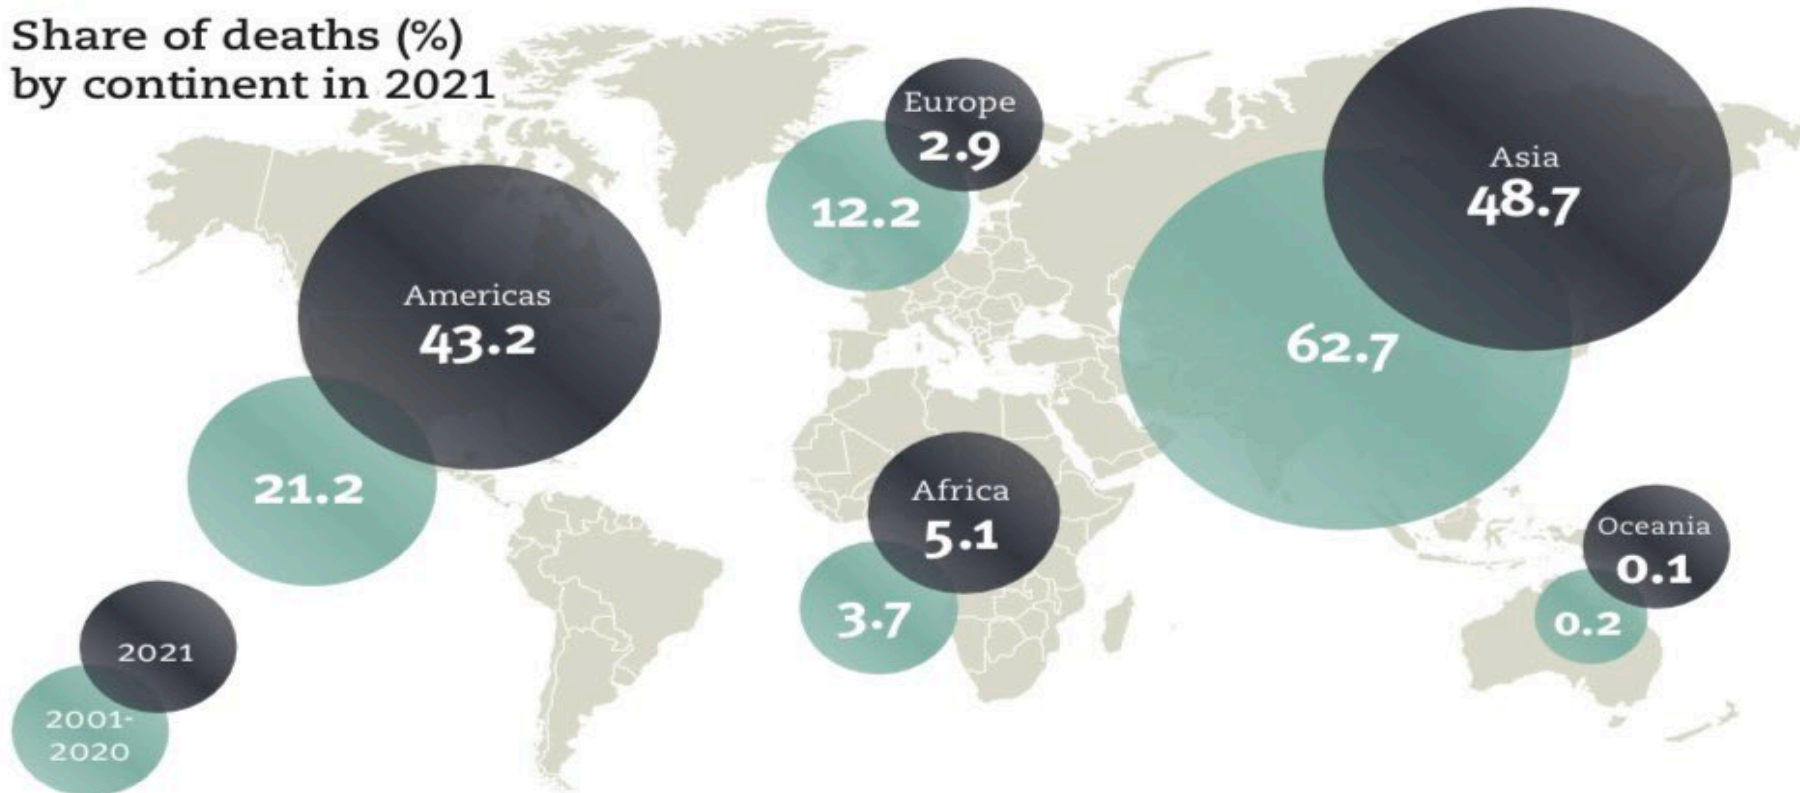 Share of deaths (%)
by continent in 2021
Europe
2.9
12.2
Asia
48.7
62.7
Americas
43.2
21.2
Africa
5.1
3.7
Oceania
0.1
0.2
2021
2001-
2020